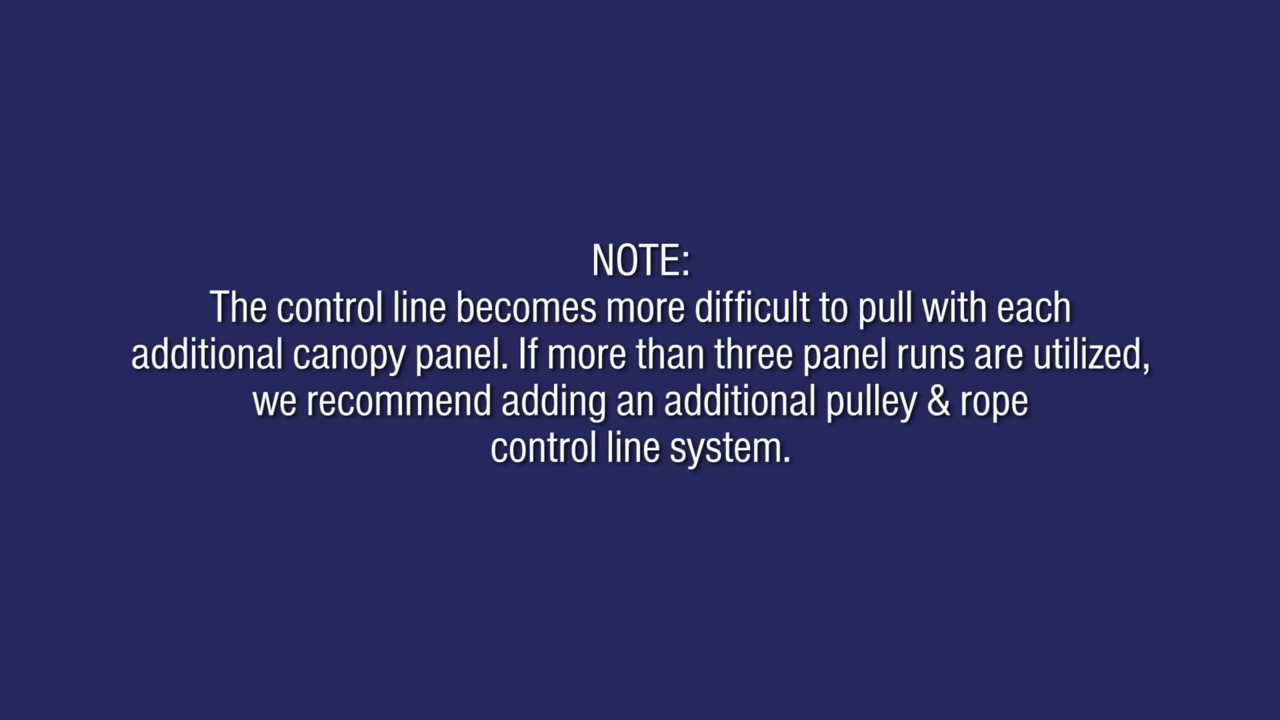 NOTE:
The control line becomes more difficult to pull with each
additional canopy panel. If more than three panel runs are utilized,
we recommend adding an additional pulley & rope
control line system.